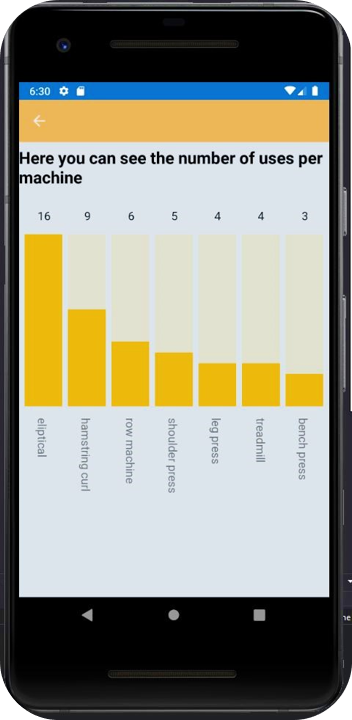 6:30
Here you can see the number of uses per
machine
16 9 6 5 4 4 3
eliptical
hamstring curl
row machine
shoulder press
leg press
treadmill
bench press
ne